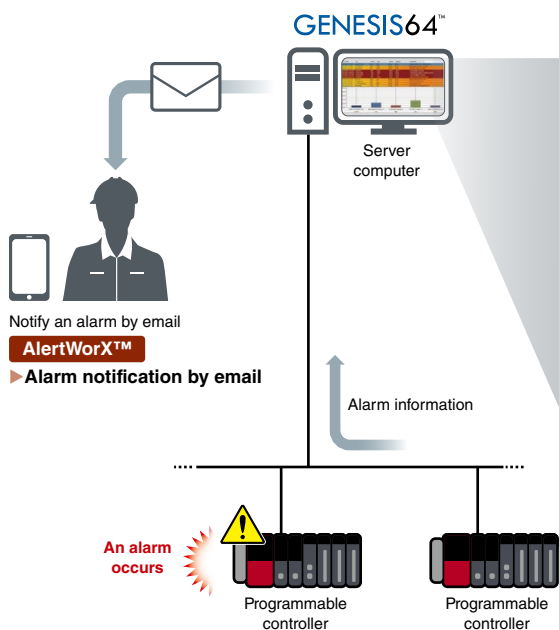 GENESIS64™
Server
computer
Notify an alarm by email
AlertWorX™
▶Alarm notification by email
Alarm information
An alarm
occurs
Programmable
controller
Programmable
controller